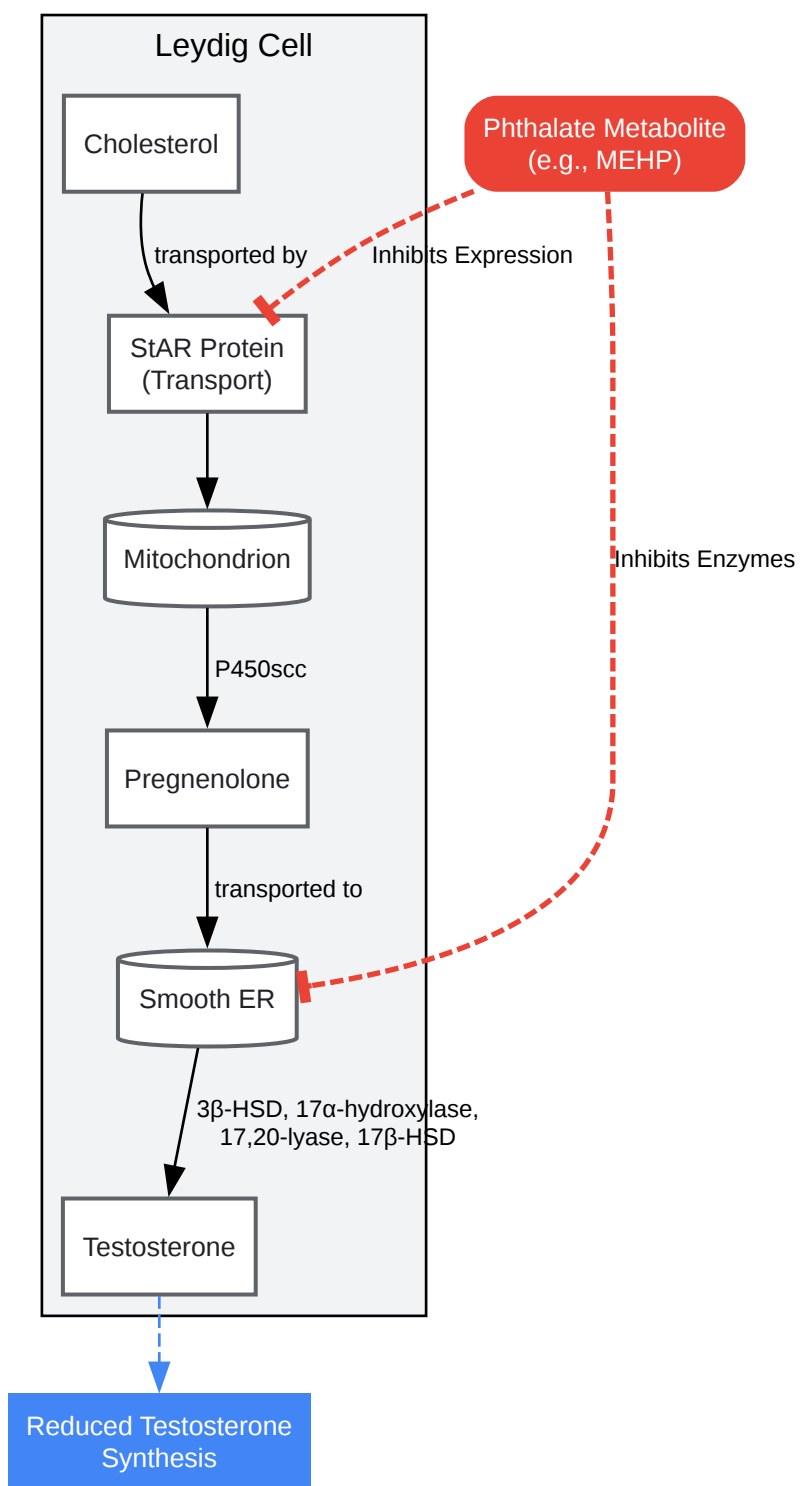 Leydig Cell
Cholesterol
Phthalate Metabolite
(e.g., MEHP)
transported by
Inhibits Expression
StAR Protein
(Transport)
Mitochondrion
Inhibits Enzymes
P450scc
Pregnenolone
transported to
Smooth ER
3β-HSD, 17α-hydroxylase,
17,20-lyase, 17β-HSD
Testosterone
Reduced Testosterone
Synthesis